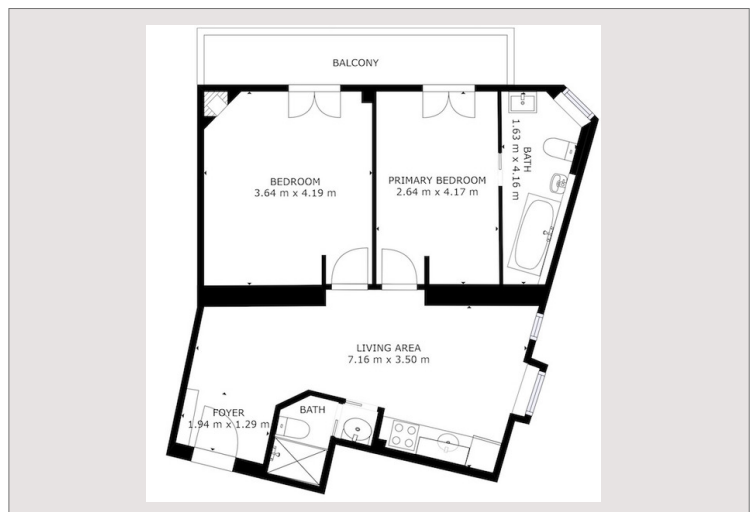 BALCONY
BEDROOM
3.64 m x 4.19 m
PRIMARY BEDROOM
2.64 m x 4.17 m
BATH
1.63 m x 4.16 m
LIVING AREA
7.16 m x 3.50 m
FOYER
1.94 m x 1.29 m
BATH